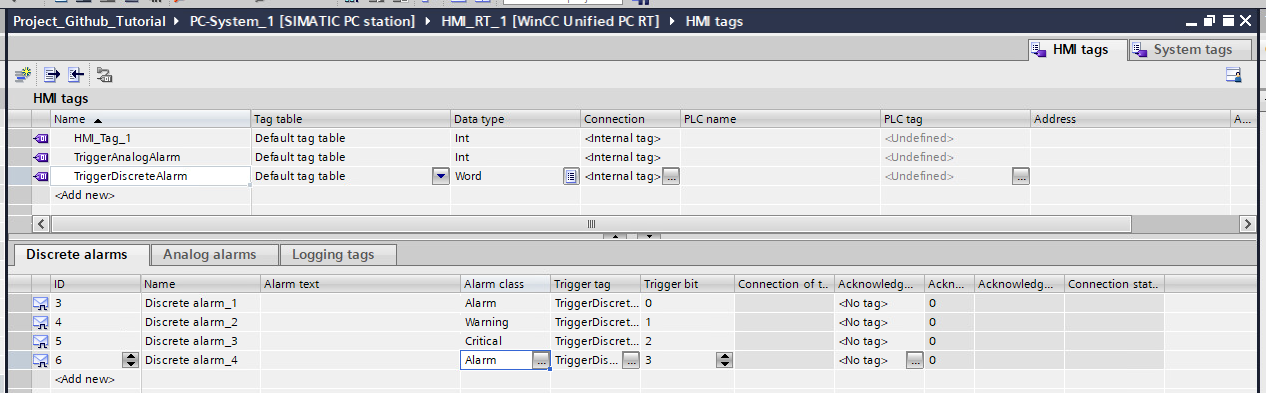 Project_Github_Tutorial ▸ PC-System_1 [SIMATIC PC station] ▸ HMI_RT_1 [WinCC Unified PC RT] ▸ HMI tags
HMI tags System tags
HMI tags
Name Tag table Data type Connection PLC name PLC tag Address A...
HMI_Tag_1 Default tag table Int <Internal tag> <Undefined>
TriggerAnalogAlarm Default tag table Int <Internal tag> <Undefined>
TriggerDiscreteAlarm Default tag table Word <Internal tag> ... <Undefined> ...
<Add new>
Discrete alarms Analog alarms Logging tags
ID Name Alarm text Alarm class Trigger tag Trigger bit Connection of t.. Acknowledg... Ackn... Acknowledg... Connection stat..
3 Discrete alarm_1 Alarm TriggerDiscret... 0 <No tag> 0
4 Discrete alarm_2 Warning TriggerDiscret... 1 <No tag> 0
5 Discrete alarm_3 Critical TriggerDiscret... 2 <No tag> 0
6 Discrete alarm_4 Alarm ... TriggerDis... ... 3 <No tag> ... 0
<Add new>